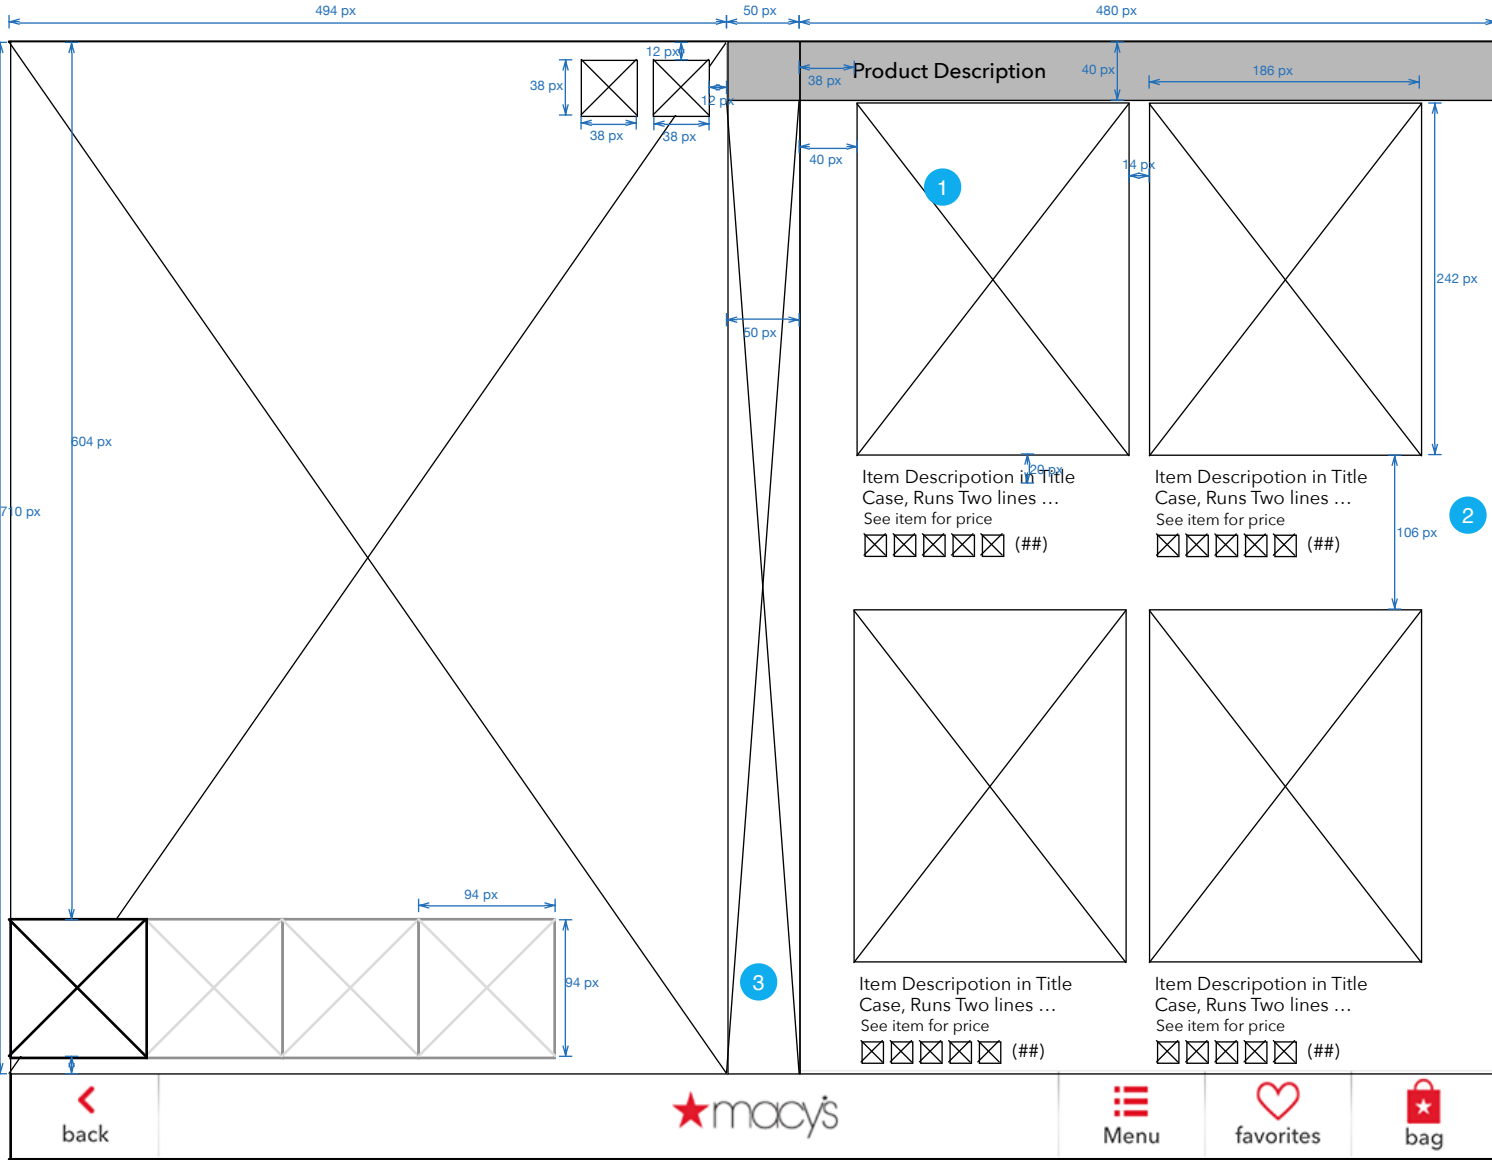 494 px
50 px
480 px
12 px
38 px
38 px
38 px
12 px
38 px
Product Description
40 px
186 px
40 px
14 px
1
242 px
50 px
604 px
710 px
20 px
Item Descripotion in Title
Case, Runs Two lines ...
See item for price
(##)
Item Descripotion in Title
Case, Runs Two lines ...
See item for price
(##)
2
106 px
94 px
94 px
3
Item Descripotion in Title
Case, Runs Two lines ...
See item for price
(##)
Item Descripotion in Title
Case, Runs Two lines ...
See item for price
(##)
back
macy's
Menu
favorites
bag